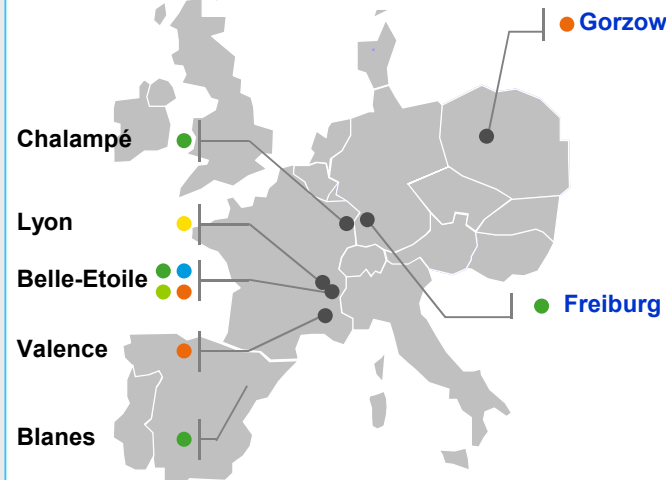 Gorzow
Chalampé
Lyon
Belle-Etoile
Freiburg
Valence
Blanes